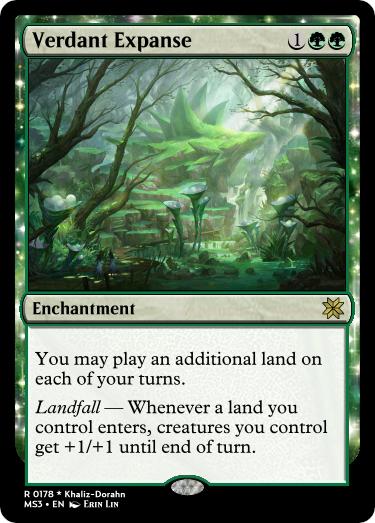 Verdant Expanse 1
Enchantment
You may play an additional land on
each of your turns.
Landfall — Whenever a land you
control enters, creatures you control
get +1/+1 until end of turn.
R 0178 * Khaliz-Dorahn
MS3 • EN Erin Lin